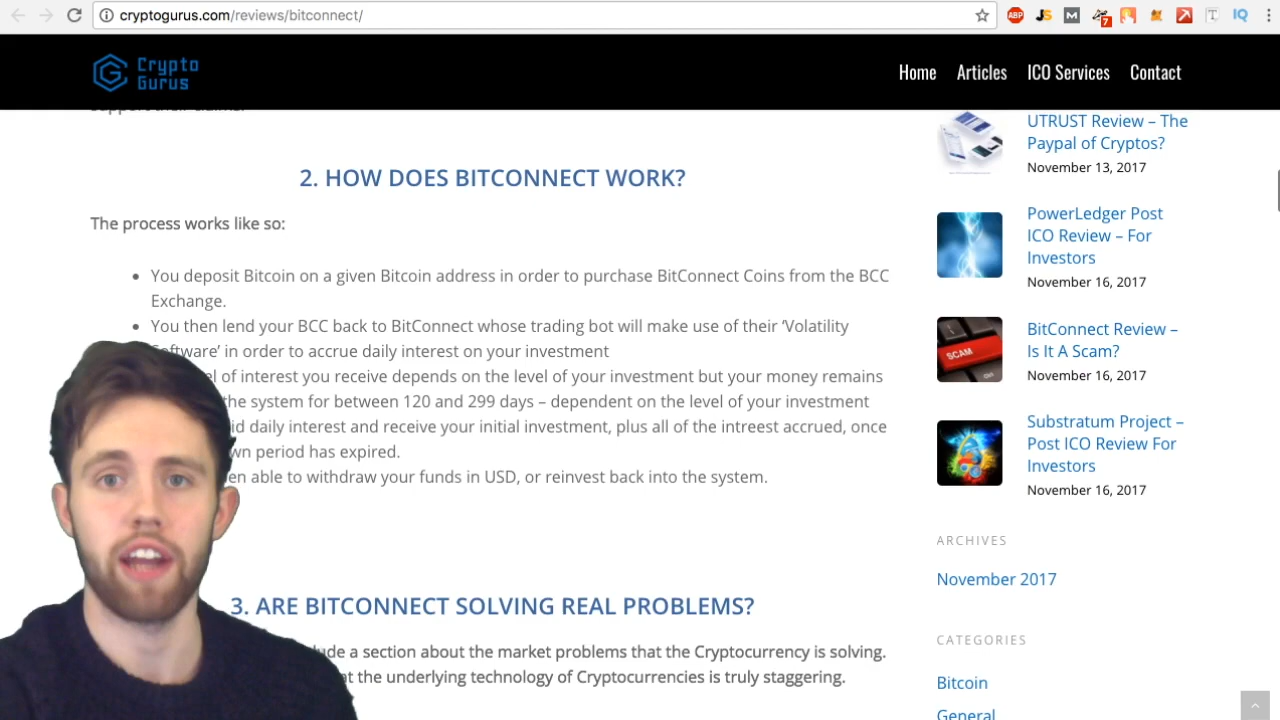 cryptogurus.com/reviews/bitconnect/
ABP
JS
M
7
T
IQ
Crypto
Gurus
Home
Articles
ICO Services
Contact
support their claims.
2. HOW DOES BITCONNECT WORK?
The process works like so:
You deposit Bitcoin on a given Bitcoin address in order to purchase BitConnect Coins from the BCC
Exchange.
You then lend your BCC back to BitConnect whose trading bot will make use of their ‘Volatility
Software’ in order to accrue daily interest on your investment
of interest you receive depends on the level of your investment but your money remains
the system for between 120 and 299 days – dependent on the level of your investment
daily interest and receive your initial investment, plus all of the intreest accrued, once
period has expired.
able to withdraw your funds in USD, or reinvest back into the system.
3. ARE BITCONNECT SOLVING REAL PROBLEMS?
a section about the market problems that the Cryptocurrency is solving.
the underlying technology of Cryptocurrencies is truly staggering.
UTRUST Review – The
Paypal of Cryptos?
November 13, 2017
PowerLedger Post
ICO Review – For
Investors
November 16, 2017
SCAM
BitConnect Review –
Is It A Scam?
November 16, 2017
Substratum Project –
Post ICO Review For
Investors
November 16, 2017
ARCHIVES
November 2017
CATEGORIES
Bitcoin
General